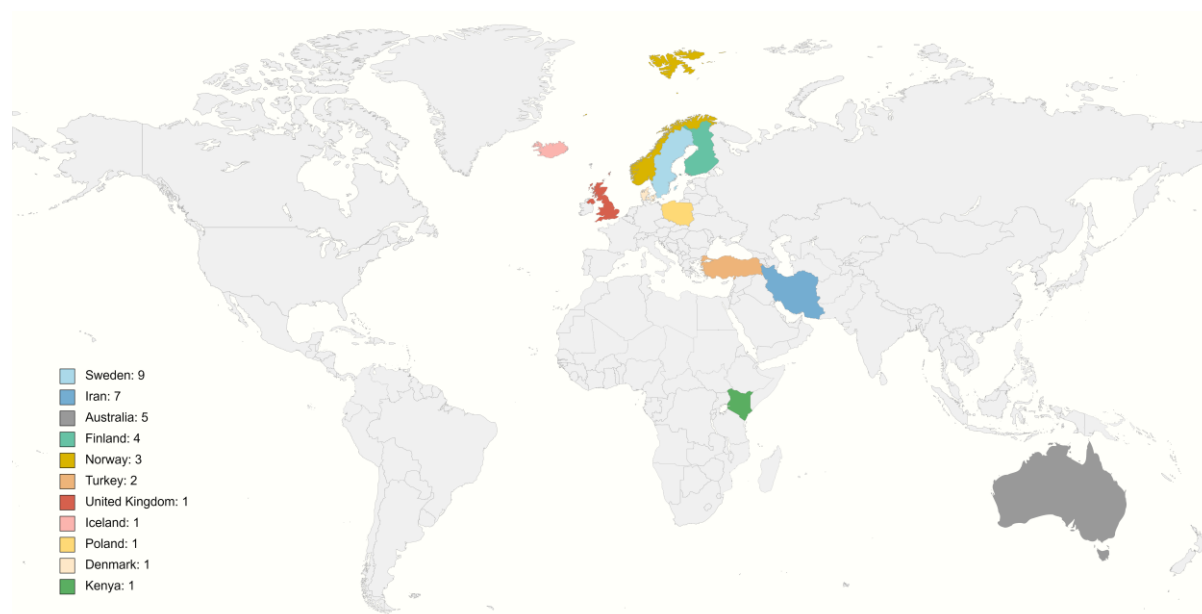 Sweden: 9
Iran: 7
Australia: 5
Finland: 4
Norway: 3
Turkey: 2
United Kingdom: 1
Iceland: 1
Poland: 1
Denmark: 1
Kenya: 1